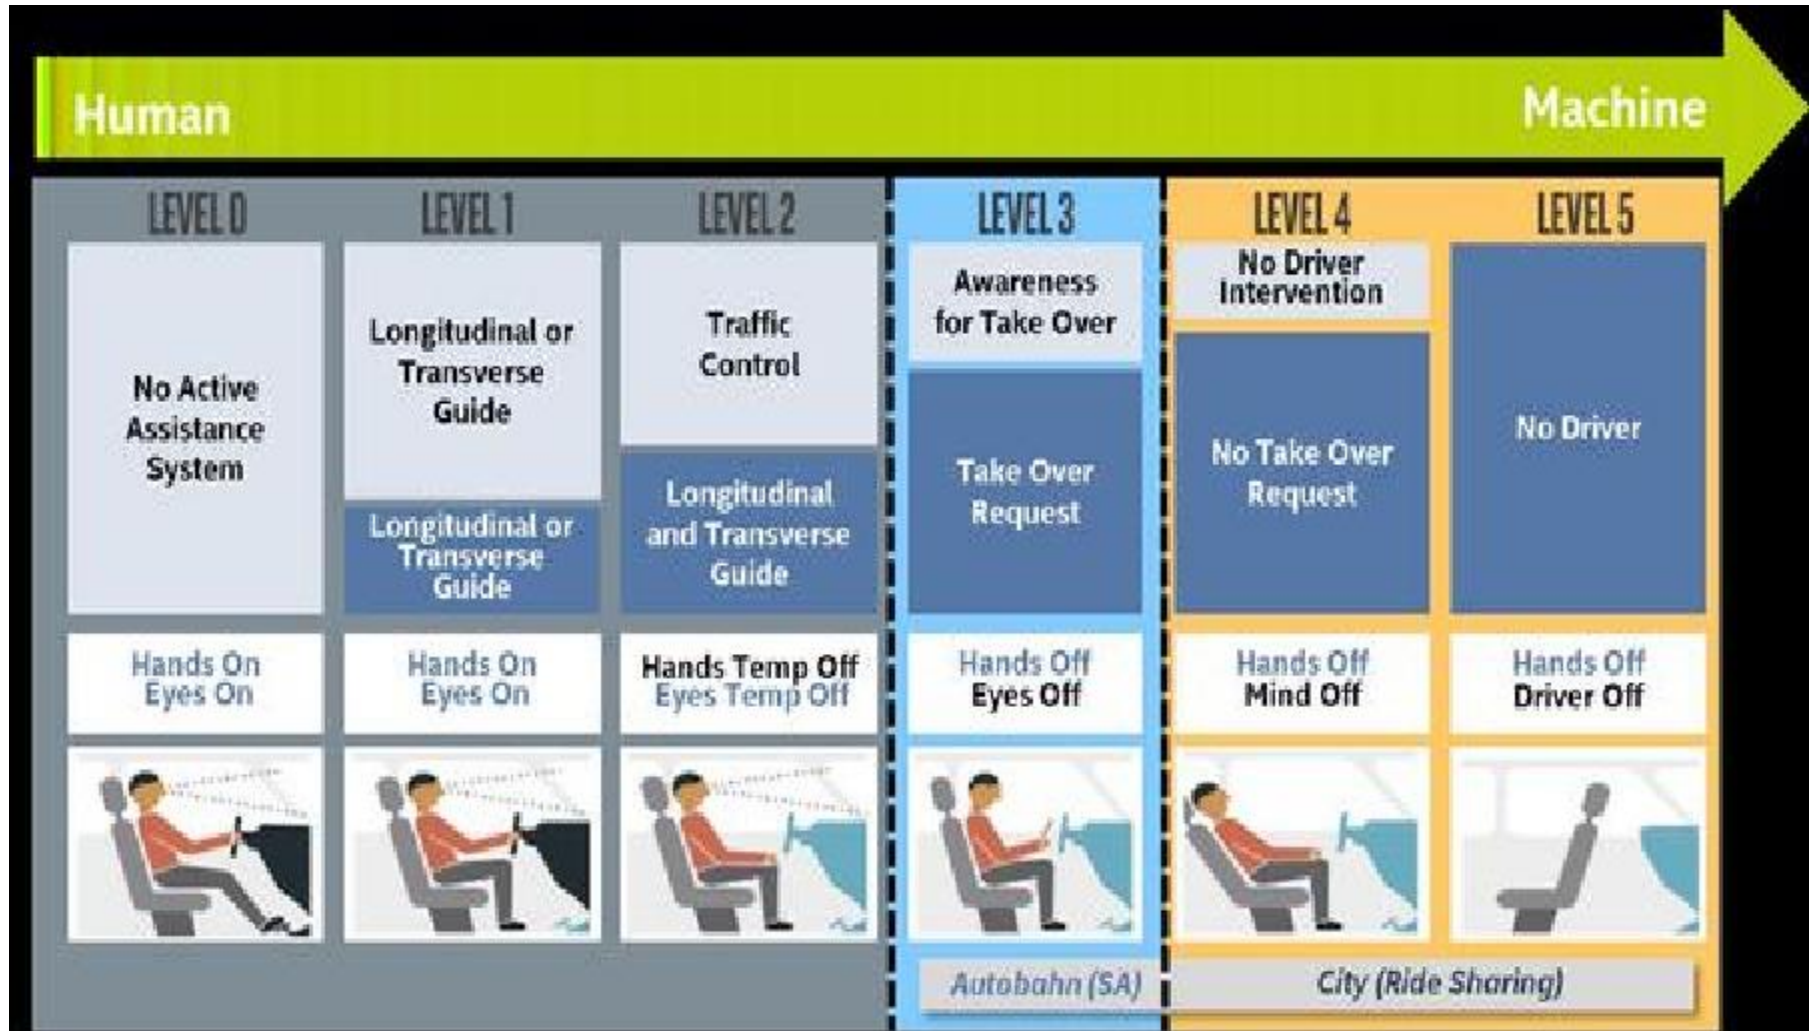 Human
Machine
LEVEL 0
LEVEL 1
LEVEL 2
LEVEL 3
LEVEL 4
LEVEL 5
No Active
Assistance
System
Longitudinal or
Transverse
Guide
Longitudinal or
Transverse
Guide
Traffic
Control
Longitudinal
and Transverse
Guide
Awareness
for Take Over
Take Over
Request
No Driver
Intervention
No Take Over
Request
No Driver
Hands On
Eyes On
Hands On
Eyes On
Hands Temp Off
Eyes Temp Off
Hands Off
Eyes Off
Hands Off
Mind Off
Hands Off
Driver Off
Autobahn (SA)
City (Ride Sharing)